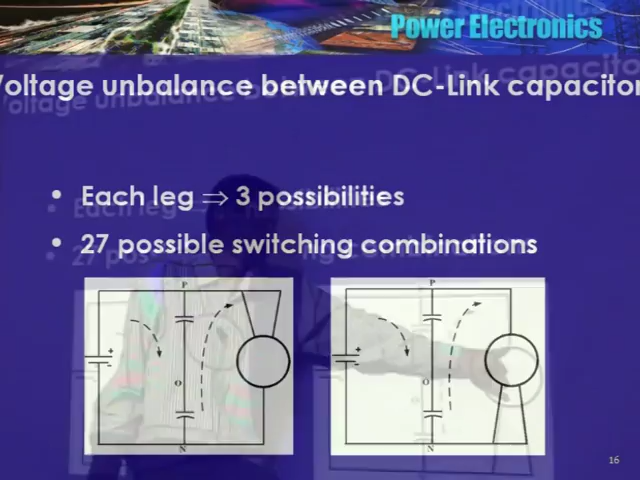 Power Electronics
Voltage unbalance between DC-Link capacitor
• Each leg ⇒ 3 possibilities
• 27 possible switching combinations
P
+
-
O
N
P
+
-
O
N
16